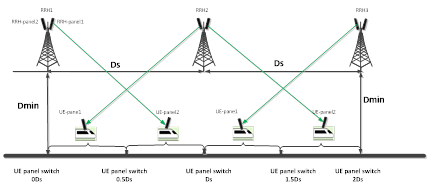 RRH1
RRH2
RRH3
RRH-panel2
RRH-panel1
Ds
Ds
Dmin
Dmin
UE-pane1
UE-panel2
UE-pane1
UE-panel2
UE panel switch
0Ds
UE panel switch
0.5Ds
UE panel switch
Ds
UE panel switch
1.5Ds
UE panel switch
2Ds